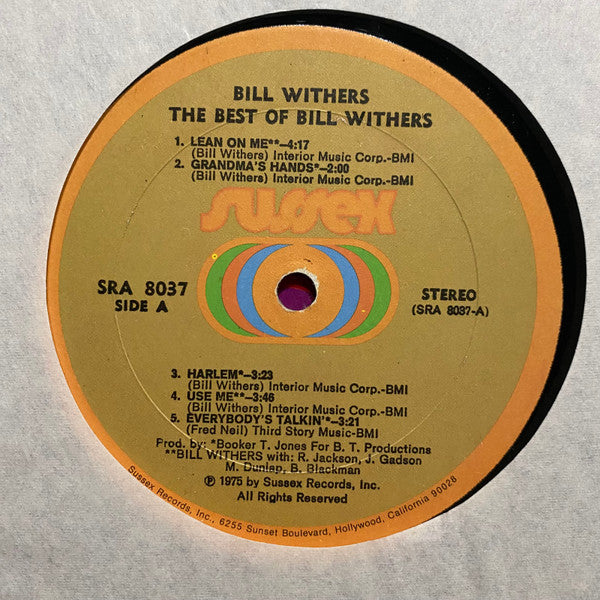 BILL WITHERS
THE BEST OF BILL WITHERS
1. LEAN ON ME**—4:17
(Bill Withers) Interior Music Corp.-BMI
2. GRANDMA'S HANDS*—2:00
(Bill Withers) Interior Music Corp.-BMI
sussex
SRA 8037
SIDE A
STEREO
(SRA 8037-A)
3. HARLEM*—3:23
(Bill Withers) Interior Music Corp.-BMI
4. USE ME**—3:46
(Bill Withers) Interior Music Corp.-BMI
5. EVERYBODY'S TALKIN'*—3:21
(Fred Neil) Third Story Music-BMI
Prod. by: *Booker T. Jones For B. T. Productions
**BILL WITHERS with: R. Jackson, J. Gadson
M. Dunlap, B. Blackman
℗ 1975 by Sussex Records, Inc.
All Rights Reserved
Sussex Records, Inc., 6255 Sunset Boulevard, Hollywood, California 90028